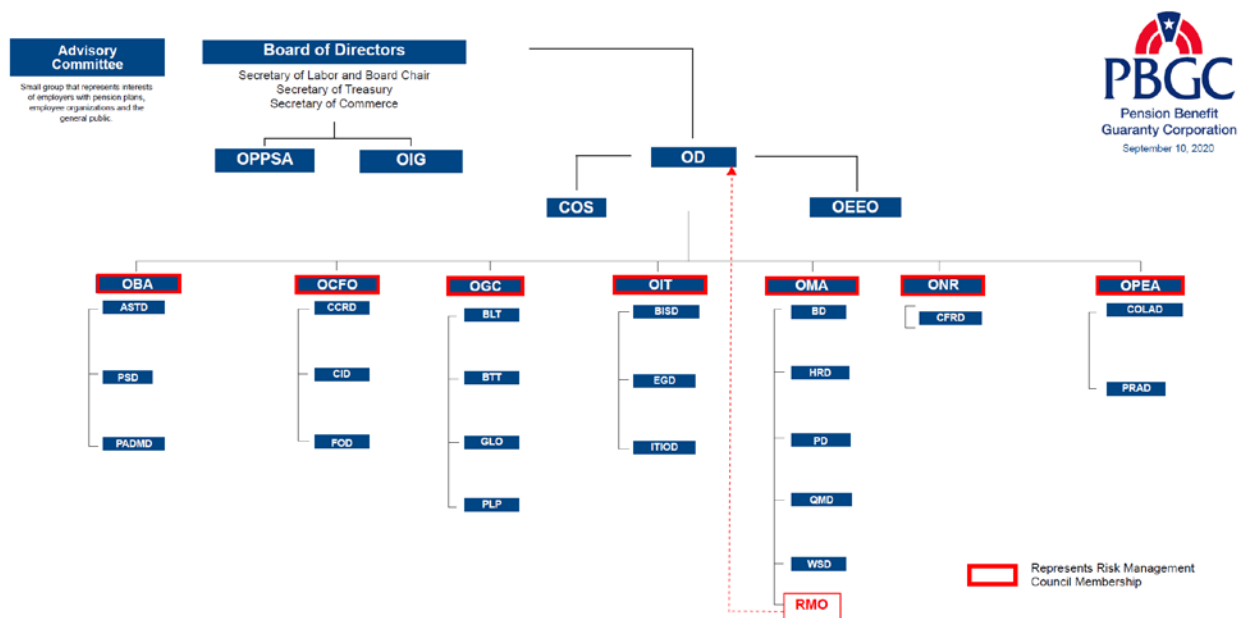 Advisory
Committee
Small group that represents interests
of employers with pension plans,
employee organizations and the
general public.
Board of Directors
Secretary of Labor and Board Chair
Secretary of Treasury
Secretary of Commerce
PBGC
Pension Benefit
Guaranty Corporation
September 10, 2020
OPPSA
OIG
OD
COS
OEEO
OBA
OCFO
OGC
OIT
OMA
ONR
OPEA
ASTD
PSD
PADMD
CCRD
CID
FOD
BLT
BTT
GLO
PLP
BISD
EGD
ITIOD
BD
HRD
PD
QMD
WSD
RMO
CFRD
COLAD
PRAD
Represents Risk Management
Council Membership